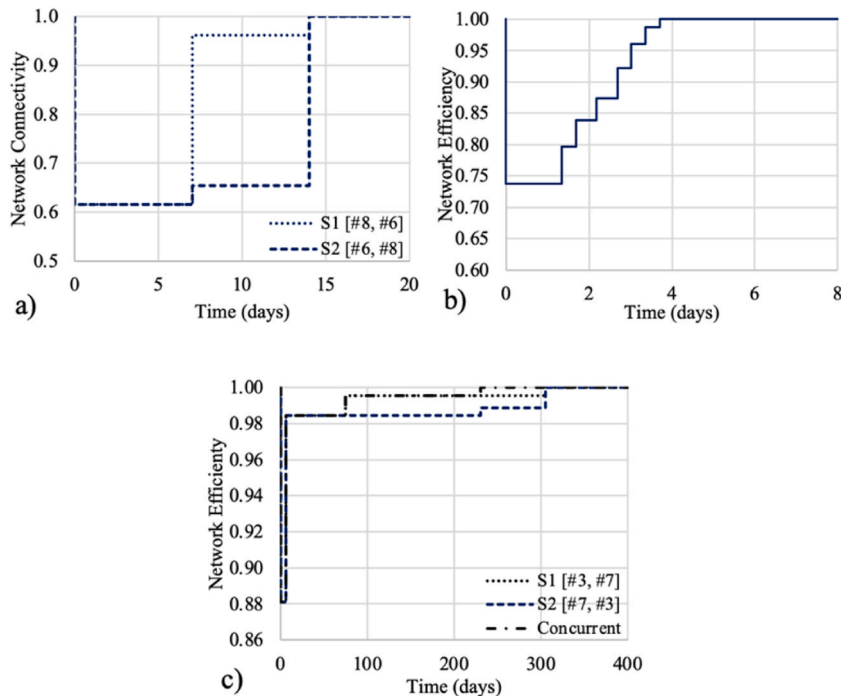 1.0
0.9
0.8
0.7
0.6
0.5
Network Connectivity
S1 [#8, #6]
S2 [#6, #8]
0 5 10 15 20
Time (days)
a)
1.00
0.95
0.90
0.85
0.80
0.75
0.70
0.65
0.60
Network Efficiency
0 2 4 6 8
Time (days)
b)
1.00
0.98
0.96
0.94
0.92
0.90
0.88
0.86
Network Efficienty
S1 [#3, #7]
S2 [#7, #3]
Concurrent
0 100 200 300 400
Time (days)
c)